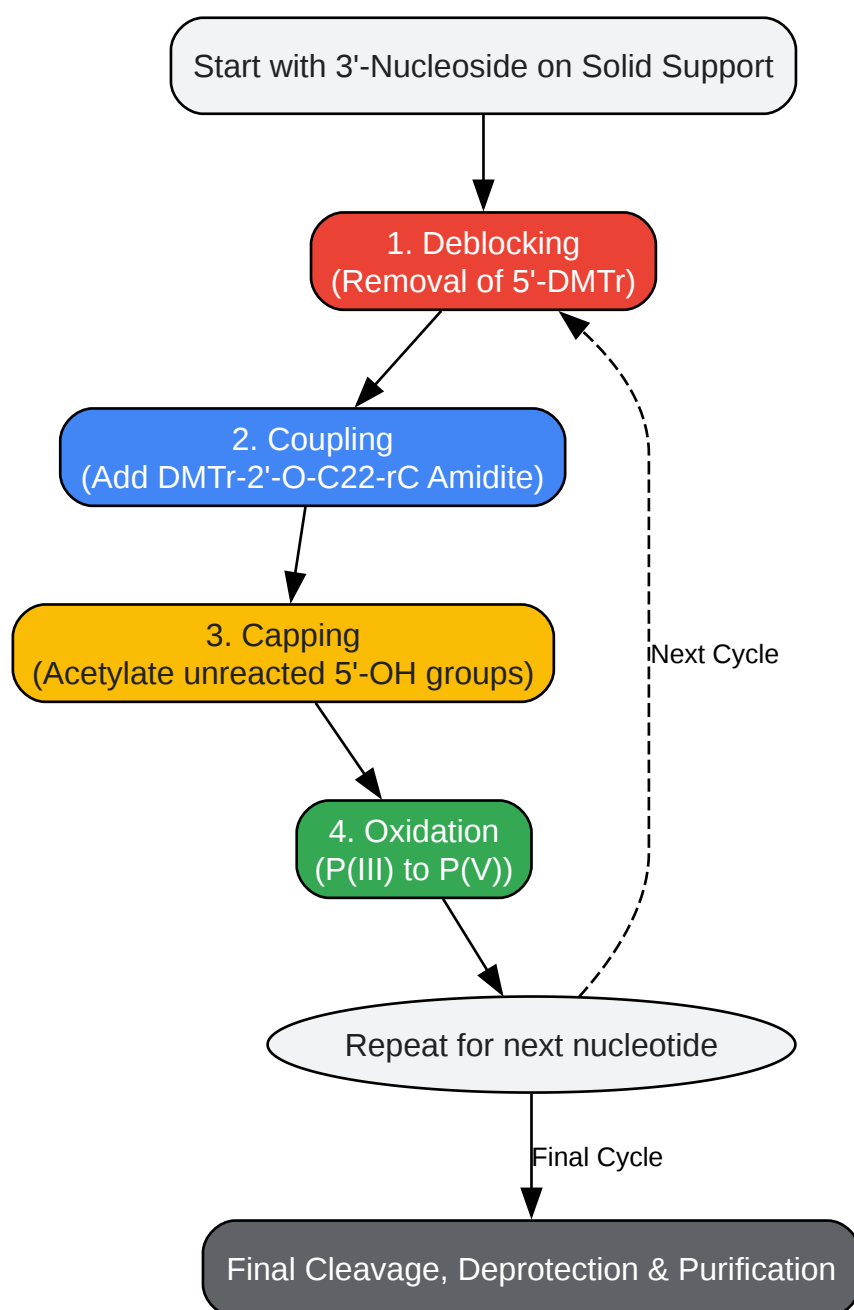 Start with 3'-Nucleoside on Solid Support
1. Deblocking
(Removal of 5'-DMTr)
2. Coupling
(Add DMTr-2'-O-C22-rC Amidite)
3. Capping
(Acetylate unreacted 5'-OH groups)
Next Cycle
4. Oxidation
(P(III) to P(V))
Repeat for next nucleotide
Final Cycle
Final Cleavage, Deprotection & Purification